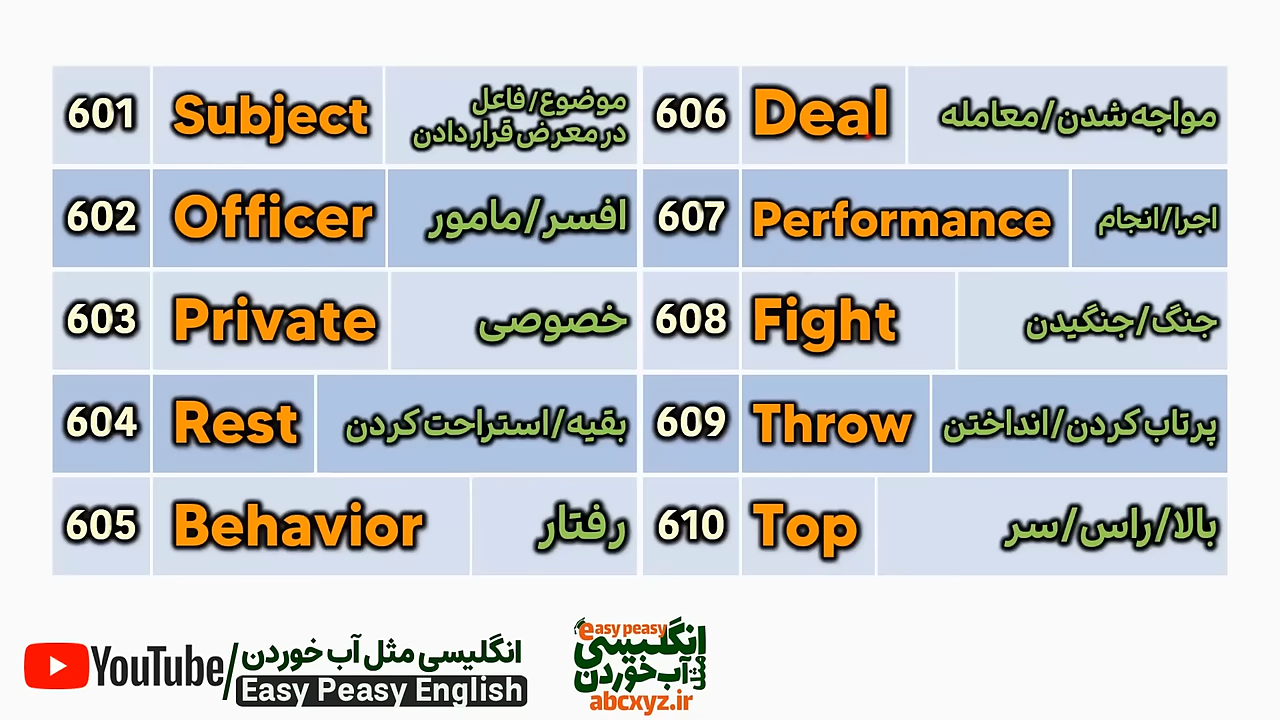 601 Subject موضوع/فاعل
در معرض قرار دادن
602 Officer افسر/مامور
603 Private خصوصی
604 Rest بقیه/استراحت کردن
605 Behavior رفتار
606 Deal مواجه شدن/معامله
607 Performance اجرا/انجام
608 Fight جنگ/جنگیدن
609 Throw پرتاب کردن/انداختن
610 Top بالا/راس/سر
YouTube/انگلیسی مثل آب خوردن
Easy Peasy English
easy peasy
انگلیسی
مثل آب خوردن
abcxyz.ir